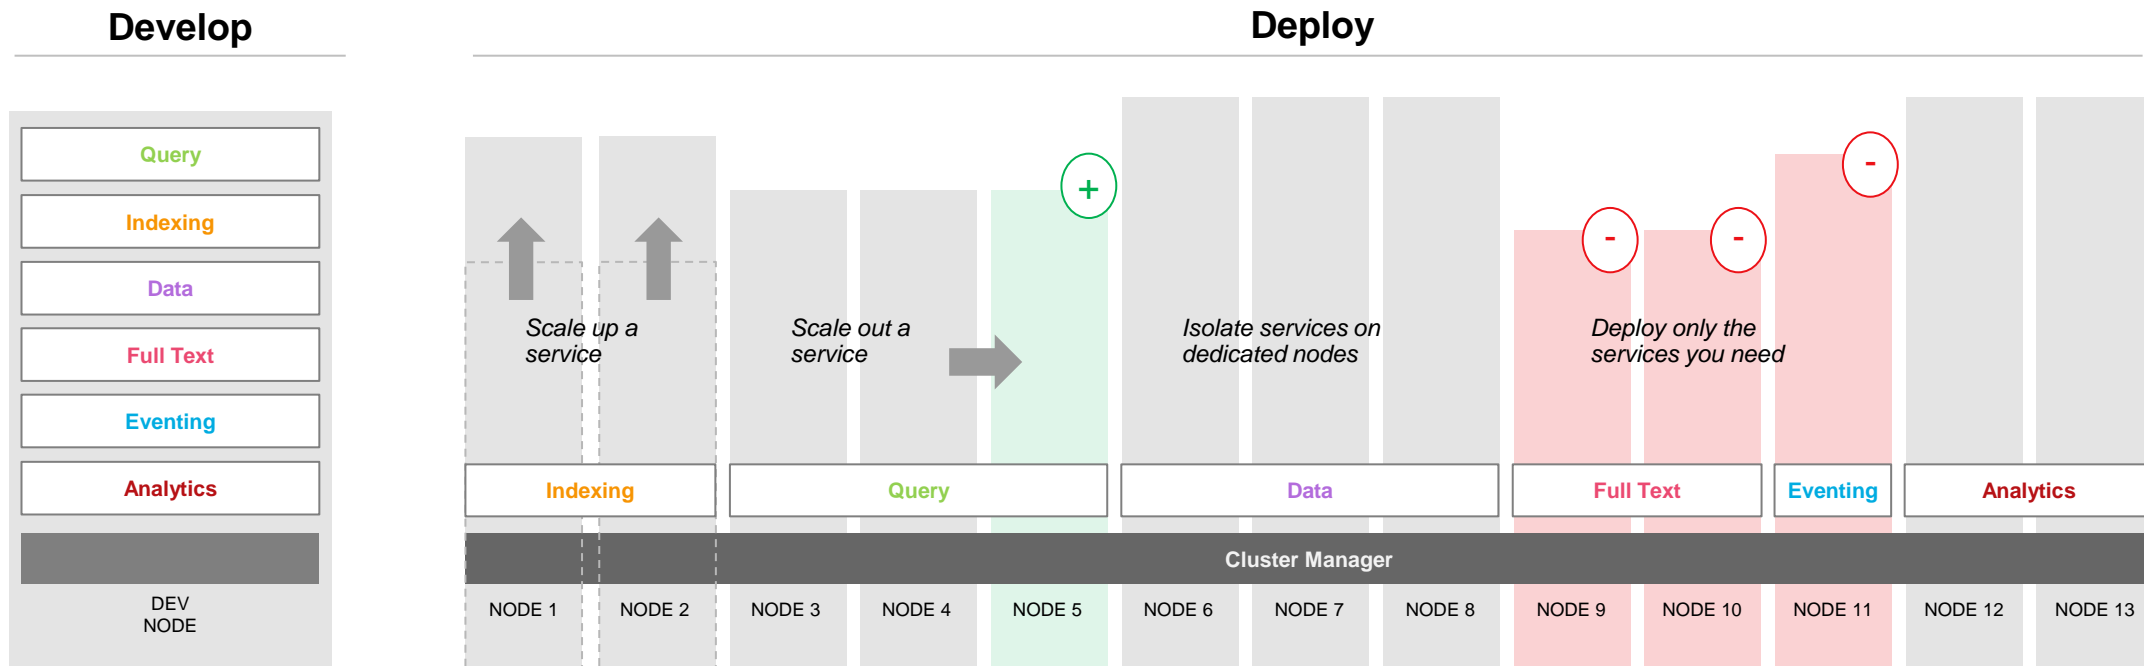 Develop
Deploy
Query
Indexing
Data
Full Text
Eventing
Analytics
DEV
NODE
+
-
-
-
Scale up a
service
Scale out a
service
Isolate services on
dedicated nodes
Deploy only the
services you need
Indexing
Query
Data
Full Text
Eventing
Analytics
Cluster Manager
NODE 1
NODE 2
NODE 3
NODE 4
NODE 5
NODE 6
NODE 7
NODE 8
NODE 9
NODE 10
NODE 11
NODE 12
NODE 13